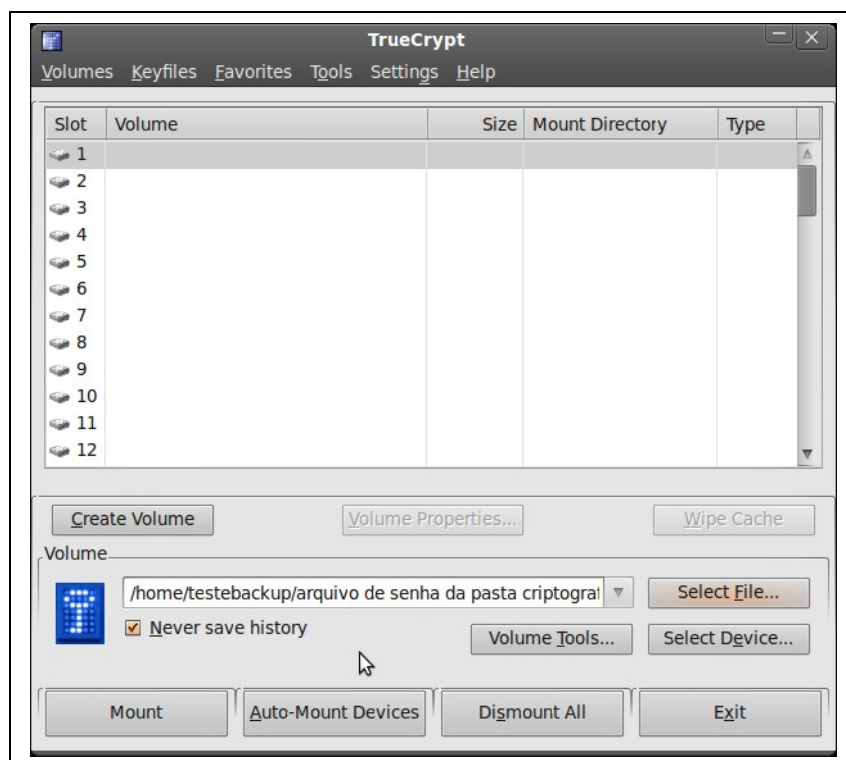 TrueCrypt
Volumes Keyfiles Favorites Tools Settings Help
Slot Volume Size Mount Directory Type
1
2
3
4
5
6
7
8
9
10
11
12
Create Volume Volume Properties... Wipe Cache
Volume
/home/testebackup/arquivo de senha da pasta criptograf Select File...
Never save history Volume Tools... Select Device...
Mount Auto-Mount Devices Dismount All Exit